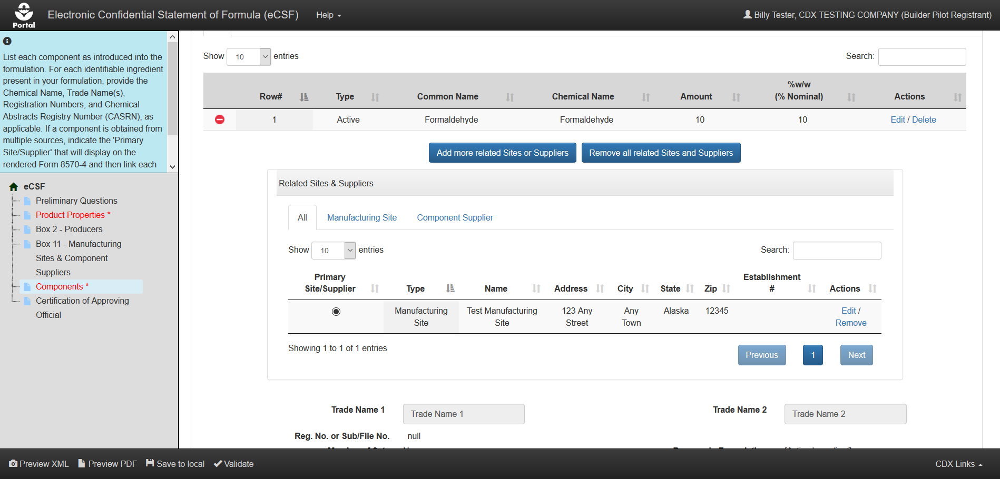 Portal
Electronic Confidential Statement of Formula (eCSF)
Help
Billy Tester, CDX TESTING COMPANY (Builder Pilot Registrant)
List each component as introduced into the
formulation. For each identifiable ingredient
present in your formulation, provide the
Chemical Name, Trade Name(s),
Registration Numbers, and Chemical
Abstracts Registry Number (CASRN), as
applicable. If a component is obtained from
multiple sources, indicate the 'Primary
Site/Supplier' that will display on the
rendered Form 8570-4 and then link each
eCSF
Preliminary Questions
Product Properties *
Box 2 - Producers
Box 11 - Manufacturing
Sites & Component
Suppliers
Components *
Certification of Approving
Official
Show 10 entries
Search:
Row# Type Common Name Chemical Name Amount %w/w
(% Nominal) Actions
1 Active Formaldehyde Formaldehyde 10 10 Edit / Delete
Add more related Sites or Suppliers Remove all related Sites and Suppliers
Related Sites & Suppliers
All Manufacturing Site Component Supplier
Show 10 entries
Search:
Primary
Site/Supplier Type Name Address City State Zip Establishment
# Actions
Manufacturing Test Manufacturing 123 Any Any Alaska 12345 Edit /
Site Site Street Town Remove
Showing 1 to 1 of 1 entries
Previous 1 Next
Trade Name 1 Trade Name 1
Trade Name 2 Trade Name 2
Reg. No. or Sub/File No. null
Preview XML Preview PDF Save to local Validate
CDX Links